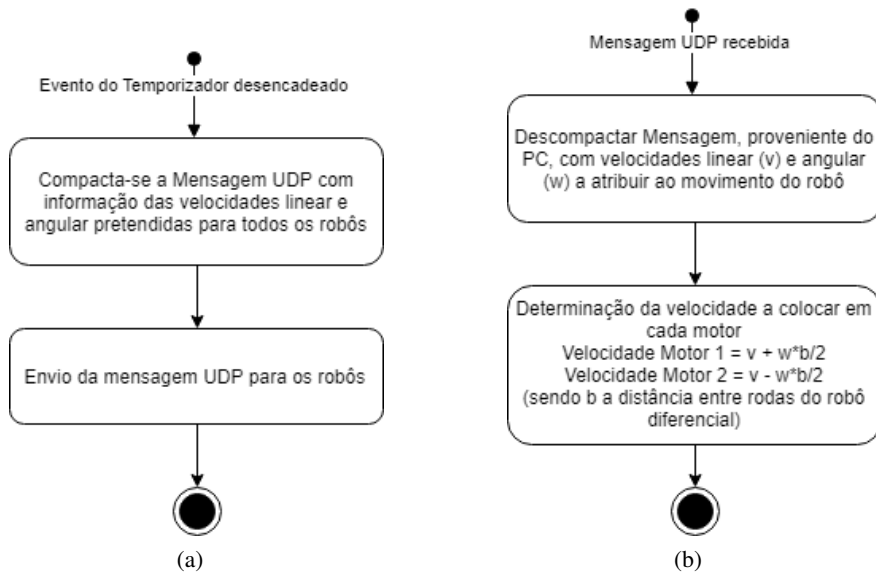 Evento do Temporizador desencadeado
Compacta-se a Mensagem UDP com
informação das velocidades linear e
angular pretendidas para todos os robôs
Envio da mensagem UDP para os robôs
(a)
Mensagem UDP recebida
Descompactar Mensagem, proveniente do
PC, com velocidades linear (v) e angular
(w) a atribuir ao movimento do robô
Determinação da velocidade a colocar em
cada motor
Velocidade Motor 1 = v + w*b/2
Velocidade Motor 2 = v - w*b/2
(sendo b a distância entre rodas do robô
diferencial)
(b)